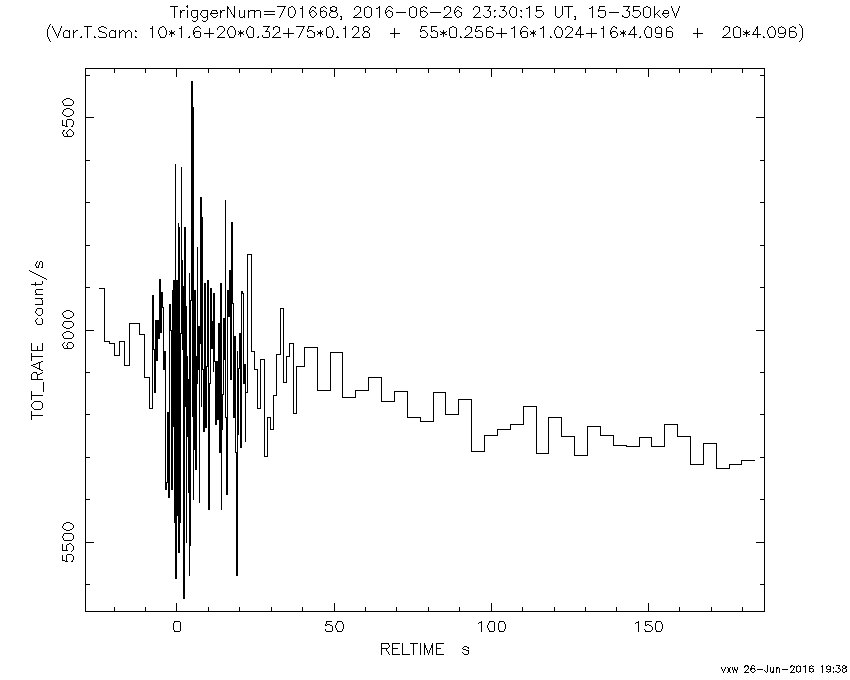 TriggerNum=701668, 2016-06-26 23:30:15 UT, 15-350keV
(Var.T.Sam: 10*1.6+20*0.32+75*0.128 + 55*0.256+16*1.024+16*4.096 + 20*4.096)
6500
6000
5500
TOT_RATE count/s
0 50 100 150
RELTIME s
vxw 26-Jun-2016 19:38